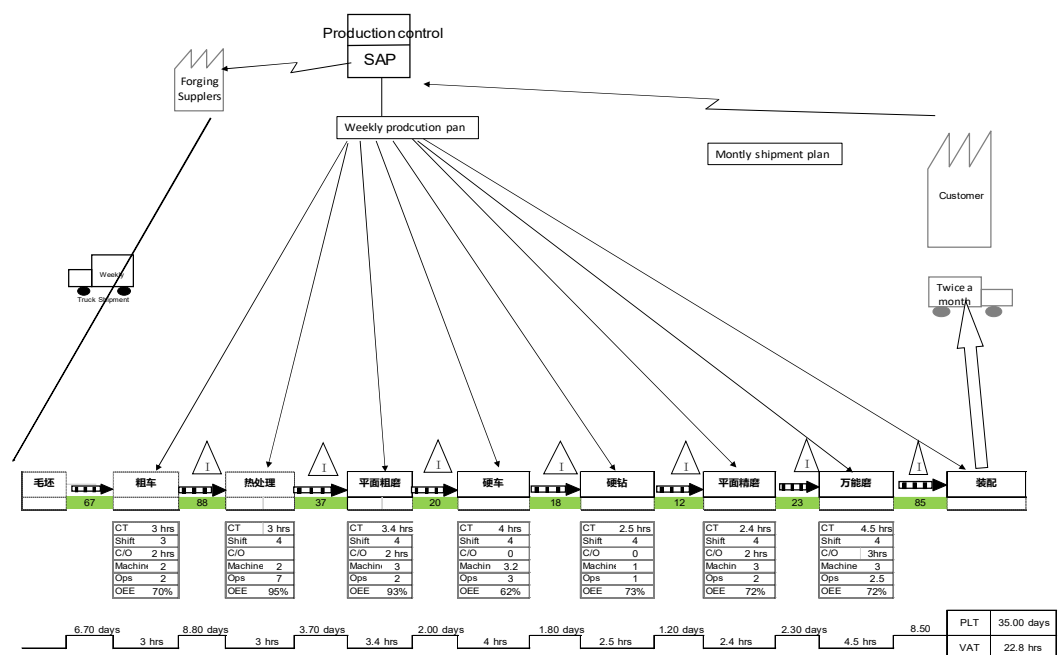 Production control
SAP
Forging
Supplers
Weekly prodcution pan
Montly shipment plan
Customer
Weekly
Truck Shipment
Twice a
month
I
I
I
I
I
I
I
毛坯
粗车
热处理
平面粗磨
硬车
硬钻
平面精磨
万能磨
装配
67
88
37
20
18
12
23
85
CT 3 hrs
Shift 3
C/O 2 hrs
Machine 2
Ops 2
OEE 70%
CT 3 hrs
Shift 4
C/O
Machine 2
Ops 7
OEE 95%
CT 3.4 hrs
Shift 4
C/O 2 hrs
Machin 3
Ops 2
OEE 93%
CT 4 hrs
Shift 4
C/O 0
Machin 3.2
Ops 3
OEE 62%
CT 2.5 hrs
Shift 4
C/O 0
Machine 1
Ops 1
OEE 73%
CT 2.4 hrs
Shift 4
C/O 2 hrs
Machin 3
Ops 2
OEE 72%
CT 4.5 hrs
Shift 4
C/O 3hrs
Machine 3
Ops 2.5
OEE 72%
6.70 days
3 hrs
8.80 days
3 hrs
3.70 days
3.4 hrs
2.00 days
4 hrs
1.80 days
2.5 hrs
1.20 days
2.4 hrs
2.30 days
4.5 hrs
8.50
PLT 35.00 days
VAT 22.8 hrs